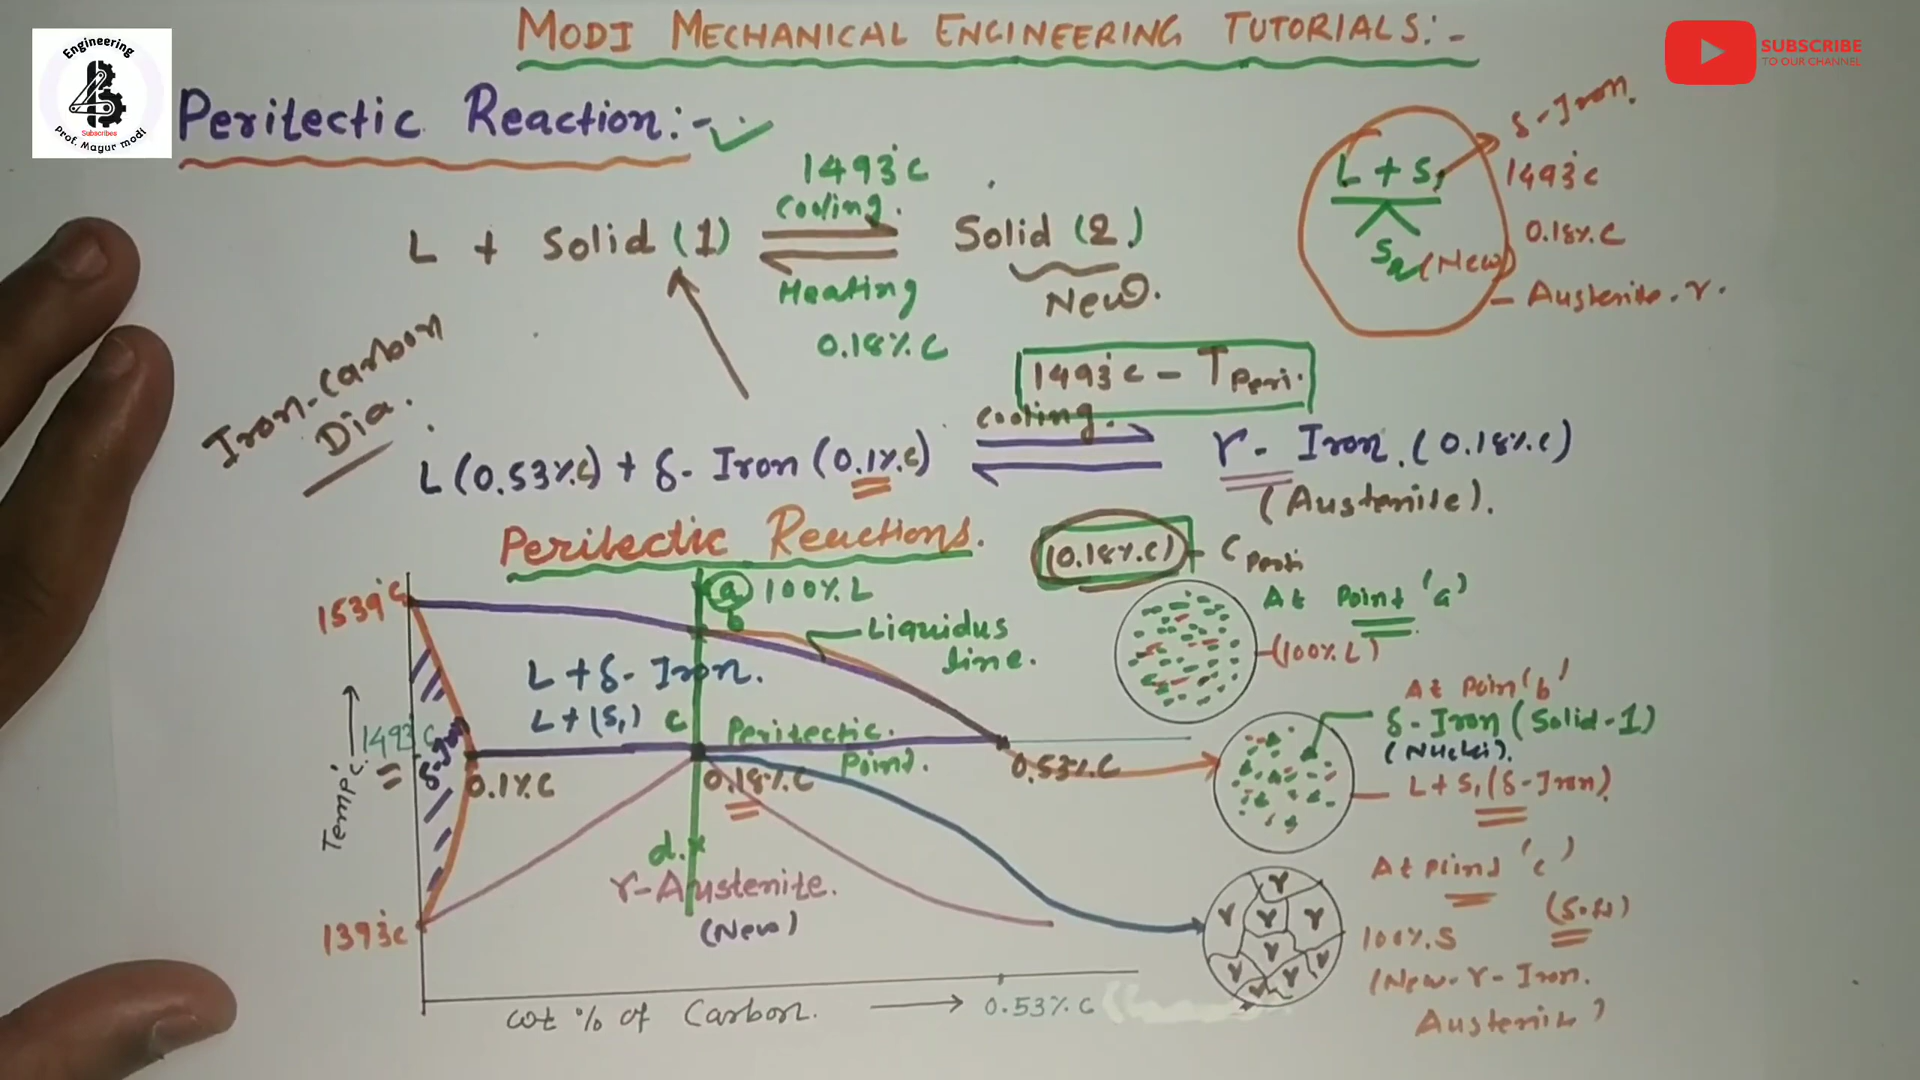 MODI MECHANICAL ENGINEERING TUTORIALS:-
SUBSCRIBE
TO OUR CHANNEL
Engineering
Subscribes
Prof. Mayur modi
Peritectic Reaction:-
1493°c
Cooling.
L + Solid (1) Solid (2)
Heating New.
0.18%.C
δ-Iron.
L + S1 1493°c
0.18%.C
S2 (New)
- Austenite.γ.
Iron-Carbon
Dia.
1493°c - TPeri.
Cooling.
L (0.53%.c) + δ- Iron (0.1%.c) γ- Iron. (0.18%.c)
(Austenite).
Peritectic Reactions.
(0.18%.C) - CPeri
1539°C
ⓐ 100%.L
b
Liquidus
line.
At Point 'a'
(100%.L)
L + δ- Iron.
L + (S1) C
Peritectic
Point.
1493°C
δ-Iron
0.1%.C
0.18%.C
0.53%.C
At Poin 'b'
δ-Iron (Solid-1)
(Nuclei).
L + S1 (δ-Iron)
Temp°c.
d.
γ-Austenite.
(New)
1393°c
At Point 'c'
100%.S
(New-γ-Iron.
Austenite)
γ γ γ γ γ γ γ γ
wt % of Carbon. 0.53%.C